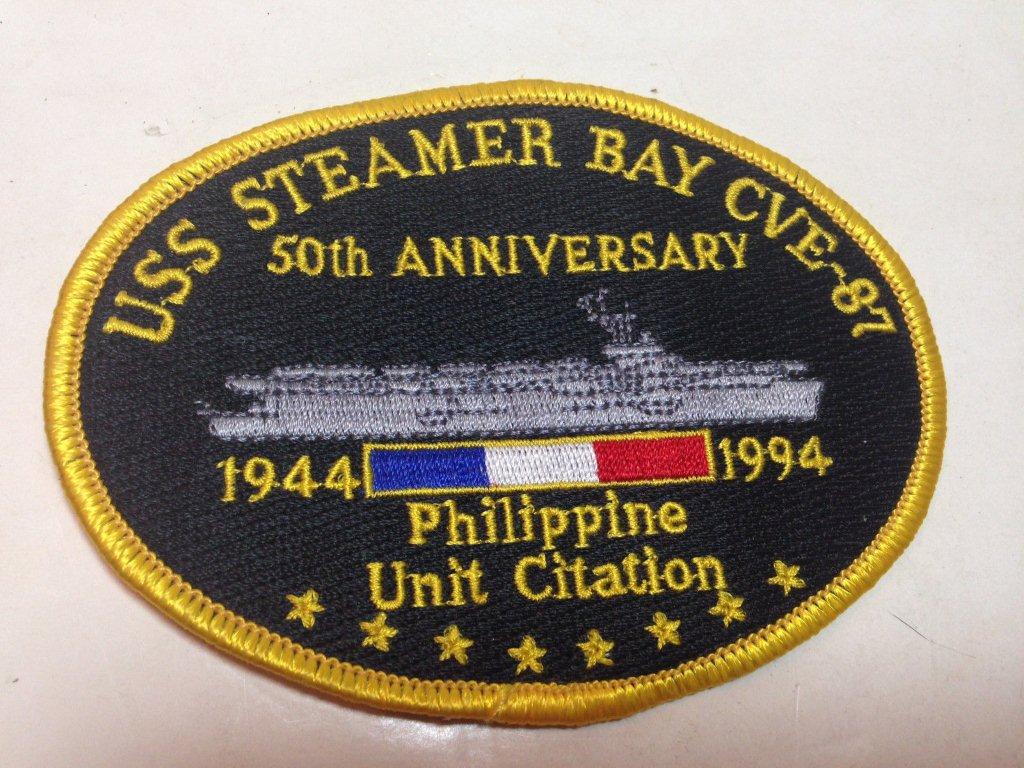 USS STEAMER BAY CVE-87
50th ANNIVERSARY
1944 1994
Philippine
Unit Citation